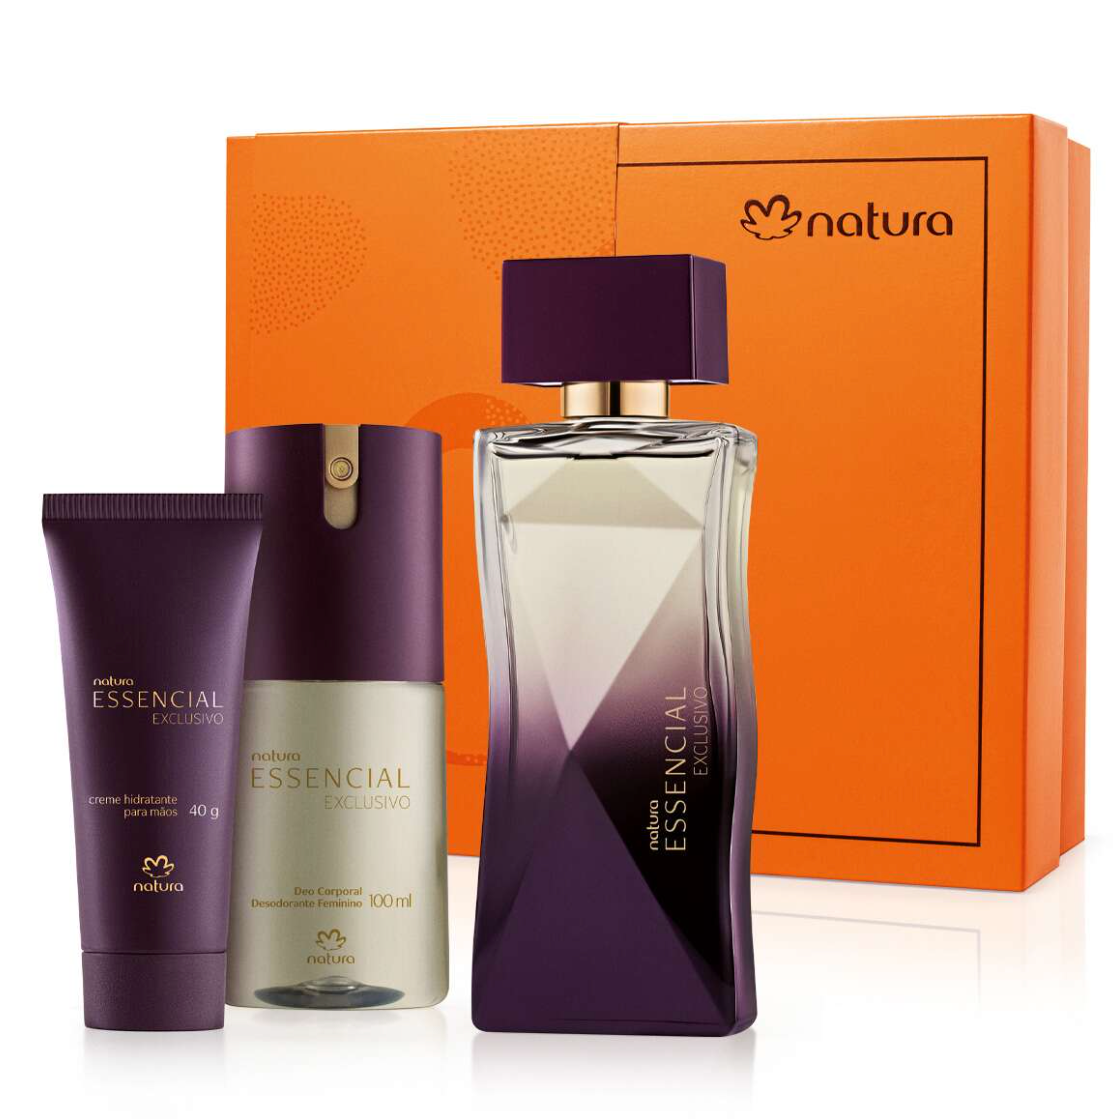 natura
natura
ESSENCIAL
EXCLUSIVO
creme hidratante
para mãos 40 g
natura
natura
ESSENCIAL
EXCLUSIVO
Deo Corporal
Desodorante Feminino 100 ml
natura
natura
ESSENCIAL
EXCLUSIVO